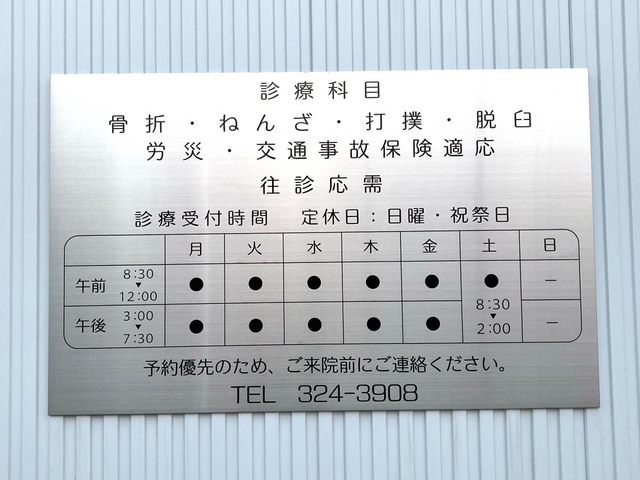 診療科目
骨折・ねんざ・打撲・脱臼
労災・交通事故保険適応
往診応需
診療受付時間 定休日：日曜・祝祭日
月 火 水 木 金 土 日
午前 8:30▼12:00 ● ● ● ● ● ● －
午後 3:00▼7:30 ● ● ● ● ● 8:30▼2:00 －
予約優先のため、ご来院前にご連絡ください。
TEL 324-3908